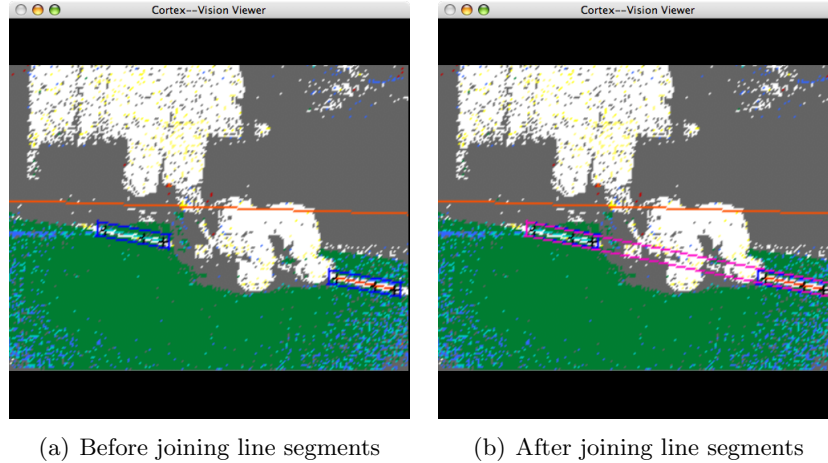 Cortex--Vision Viewer
Cortex--Vision Viewer
(a) Before joining line segments
(b) After joining line segments